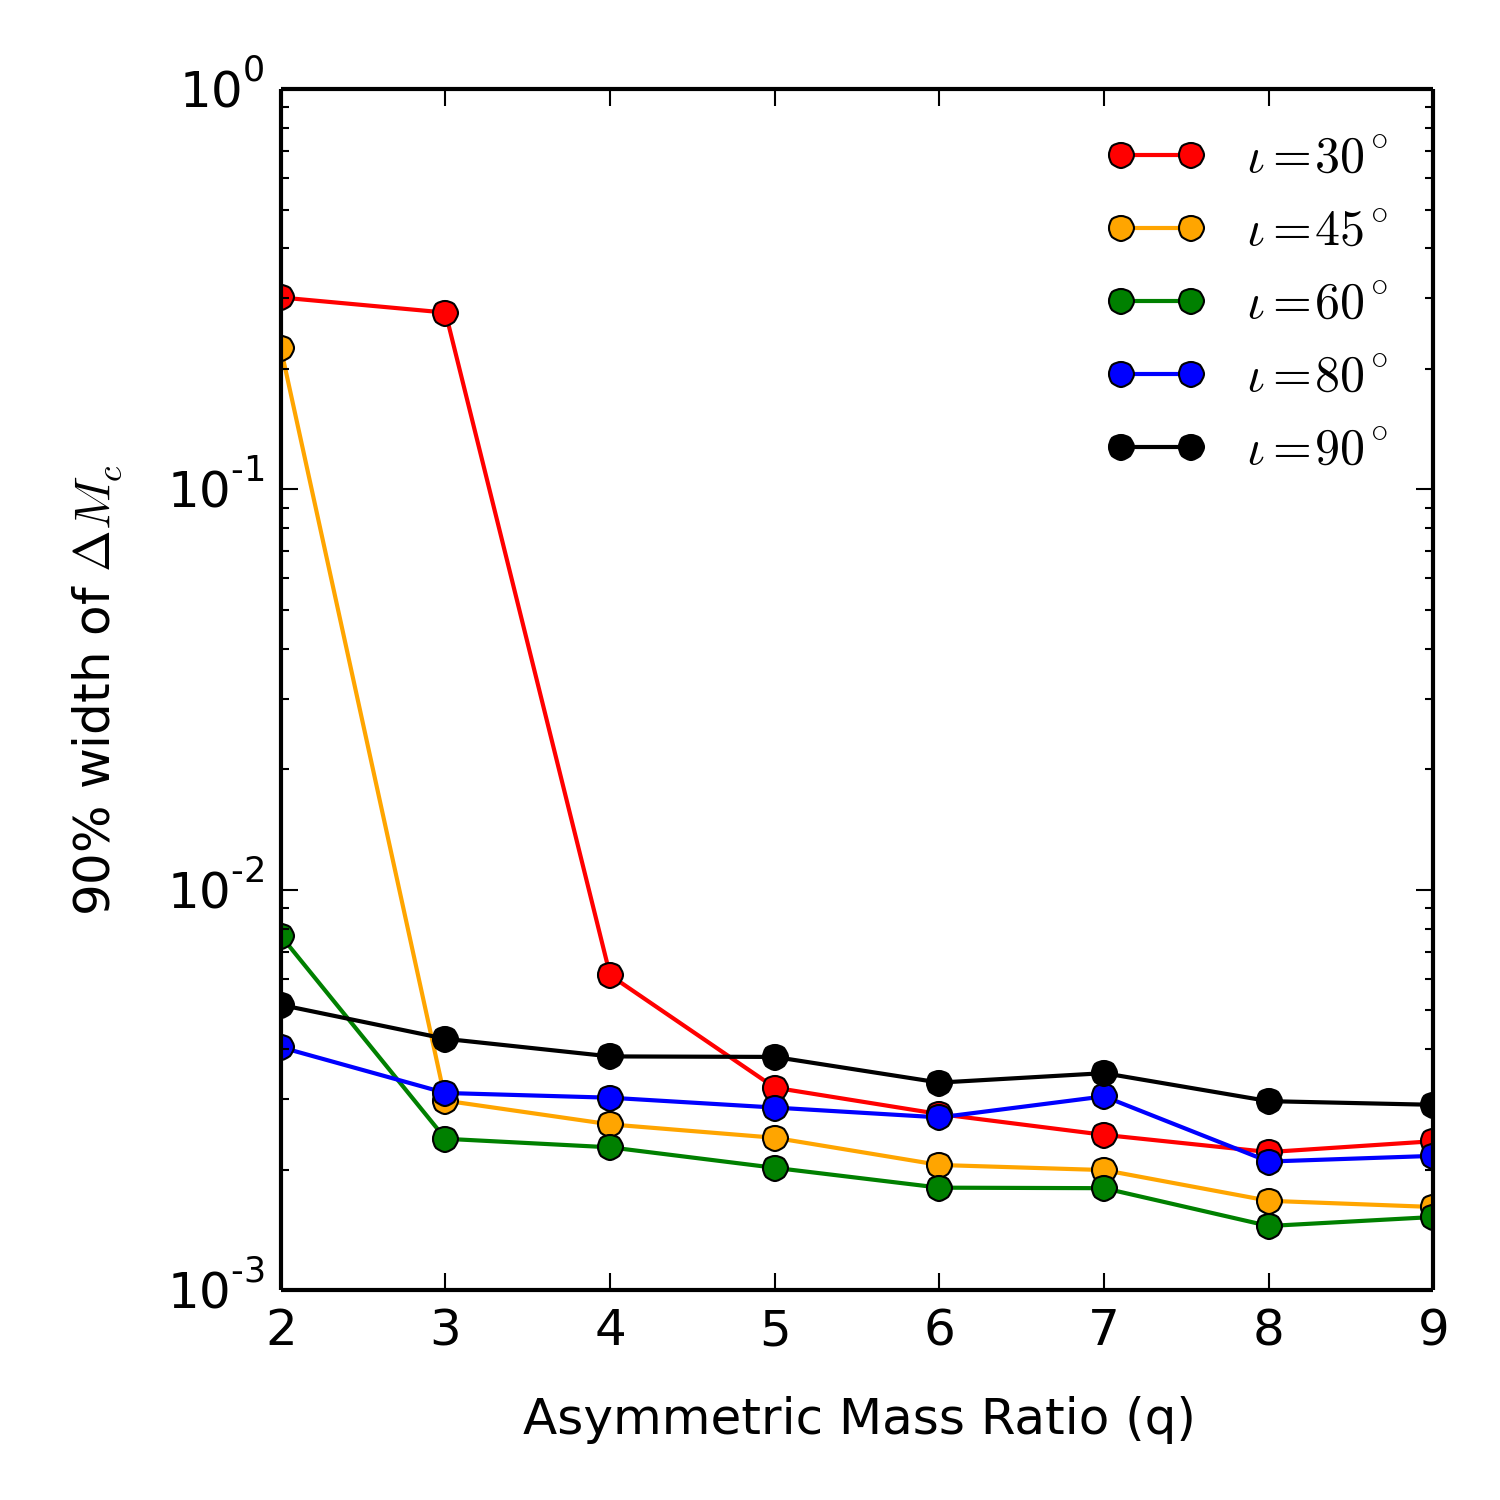 10^0
10^-1
10^-2
10^-3
90% width of ΔM_c
ι=30°
ι=45°
ι=60°
ι=80°
ι=90°
2 3 4 5 6 7 8 9
Asymmetric Mass Ratio (q)